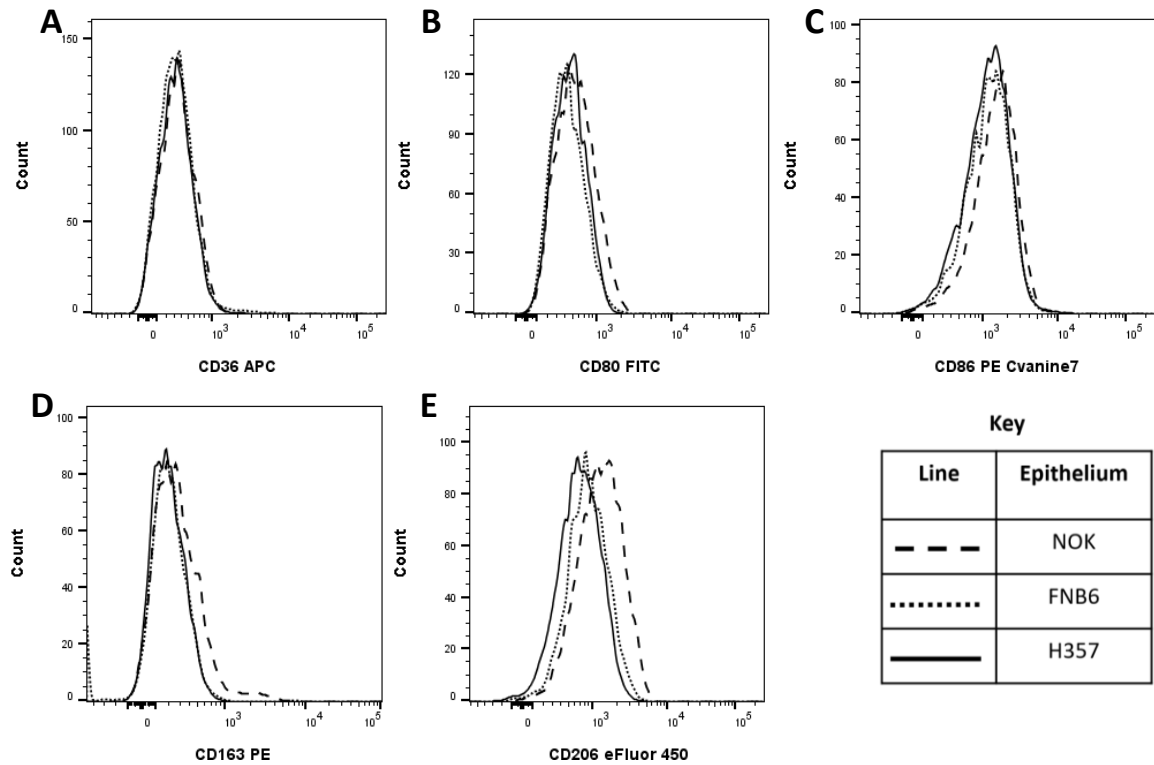 A
150
100
50
0
Count
0 10³ 10⁴ 10⁵
CD36 APC
B
120
90
60
30
0
Count
0 10³ 10⁴ 10⁵
CD80 FITC
C
100
80
60
40
20
0
Count
0 10³ 10⁴ 10⁵
CD86 PE Cvanine7
D
100
80
60
40
20
0
Count
0 10³ 10⁴ 10⁵
CD163 PE
E
100
80
60
40
20
0
Count
0 10³ 10⁴ 10⁵
CD206 eFluor 450
Key
Line Epithelium
NOK
FNB6
H357